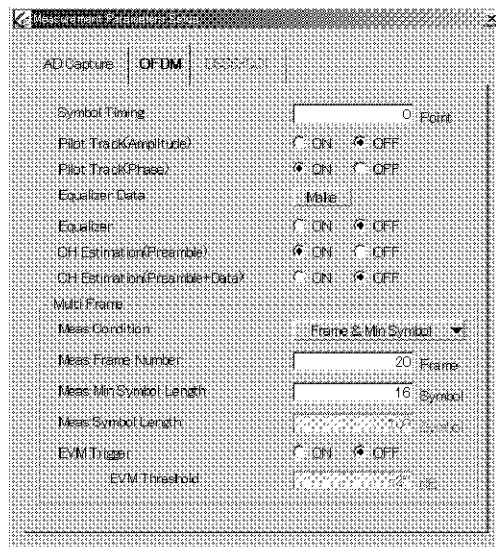 Measurement Parameters Setup
AD Capture OFDM
Symbol Timing 0 Point
Pilot Track(Amplitude) ON OFF
Pilot Track(Phase) ON OFF
Equalizer Data Make
Equalizer ON OFF
CH Estimation(Preamble) ON OFF
CH Estimation(Preamble+Data) ON OFF
Multi Frame
Meas Condition Frame & Min Symbol
Meas Frame Number 20 Frame
Meas Min Symbol Length 16 Symbol
Meas Symbol Length Symbol
EVM Trigger ON OFF
EVM Threshold